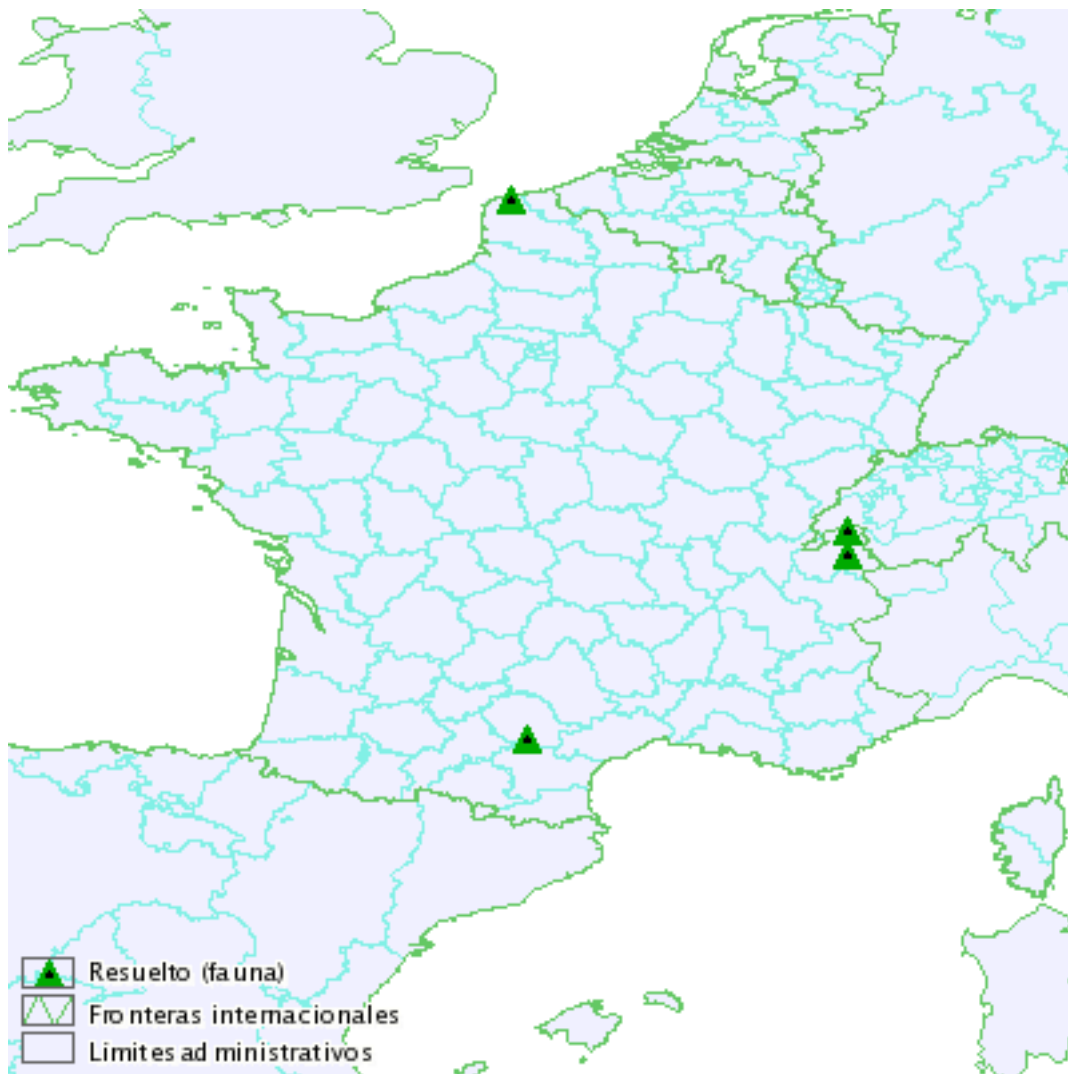 Resuelto (fauna)
Fronteras internacionales
Limites administrativos